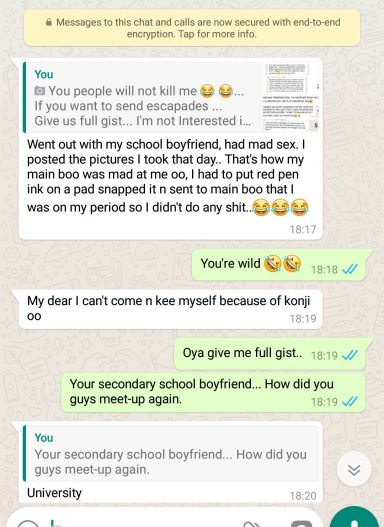 Messages to this chat and calls are now secured with end-to-end
encryption. Tap for more info.
You
You people will not kill me 😂 😂...
If you want to send escapades ...
Give us full gist... I'm not Interested i...
Went out with my school boyfriend, had mad sex. I
posted the pictures I took that day.. That's how my
main boo was mad at me oo, I had to put red pen
ink on a pad snapped it n sent to main boo that I
was on my period so I didn't do any shit..😂😂😂
18:17
You're wild 🤣🤣 18:18
My dear I can't come n kee myself because of konji
oo
18:19
Oya give me full gist.. 18:19
Your secondary school boyfriend... How did you
guys meet-up again.
18:19
You
Your secondary school boyfriend... How did you
guys meet-up again.
University
18:20